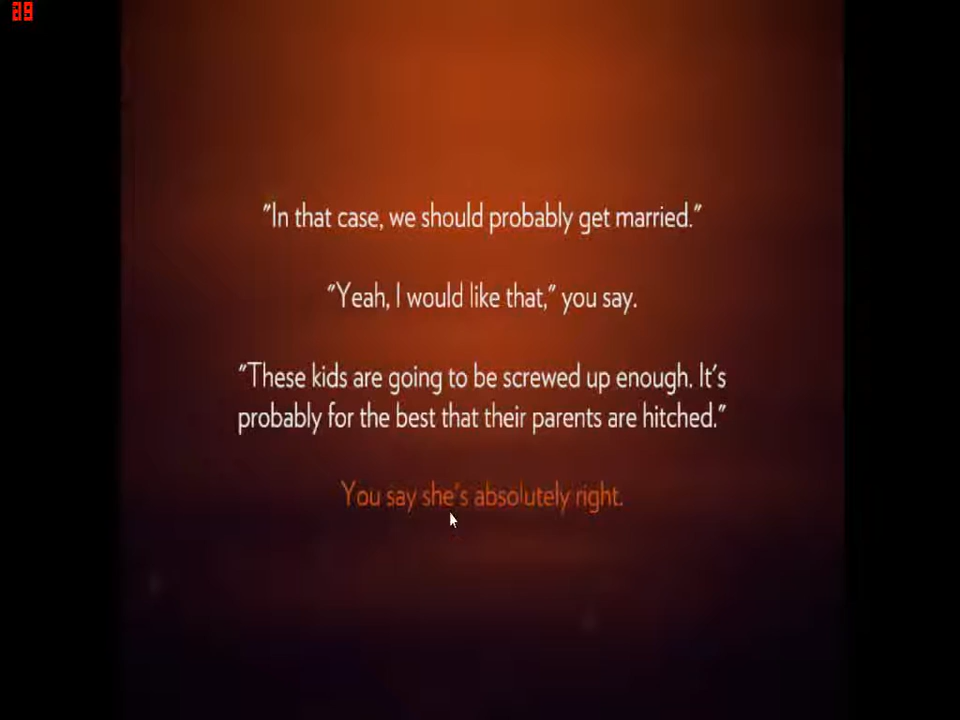 "In that case, we should probably get married."
"Yeah, I would like that," you say.
"These kids are going to be screwed up enough. It's
probably for the best that their parents are hitched."
You say she's absolutely right.